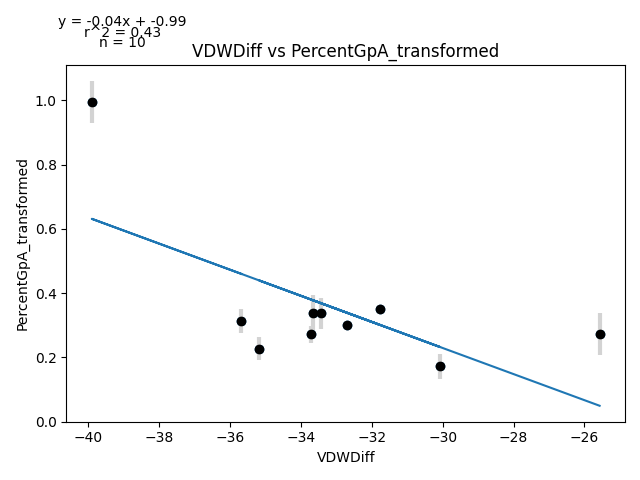 y = -0.04x + -0.99
r^2 = 0.43
n = 10
VDWDiff vs PercentGpA_transformed
PercentGpA_transformed
1.0
0.8
0.6
0.4
0.2
0.0
−40
−38
−36
−34
−32
−30
−28
−26
VDWDiff